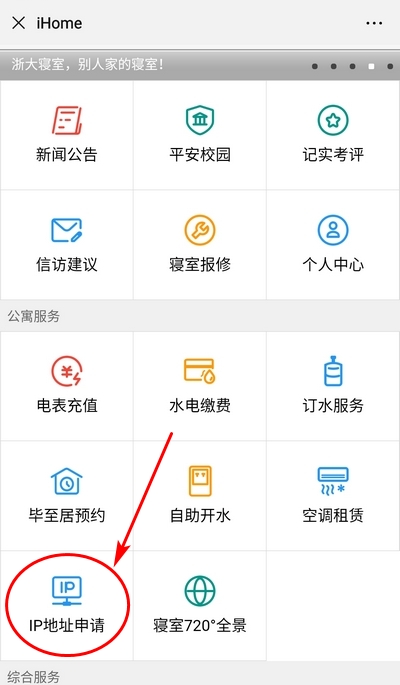 iHome
浙大寝室，别人家的寝室！
新闻公告
平安校园
记实考评
信访建议
寝室报修
个人中心
公寓服务
电表充值
水电缴费
订水服务
毕至居预约
自助开水
空调租赁
IP
IP地址申请
寝室720°全景
综合服务